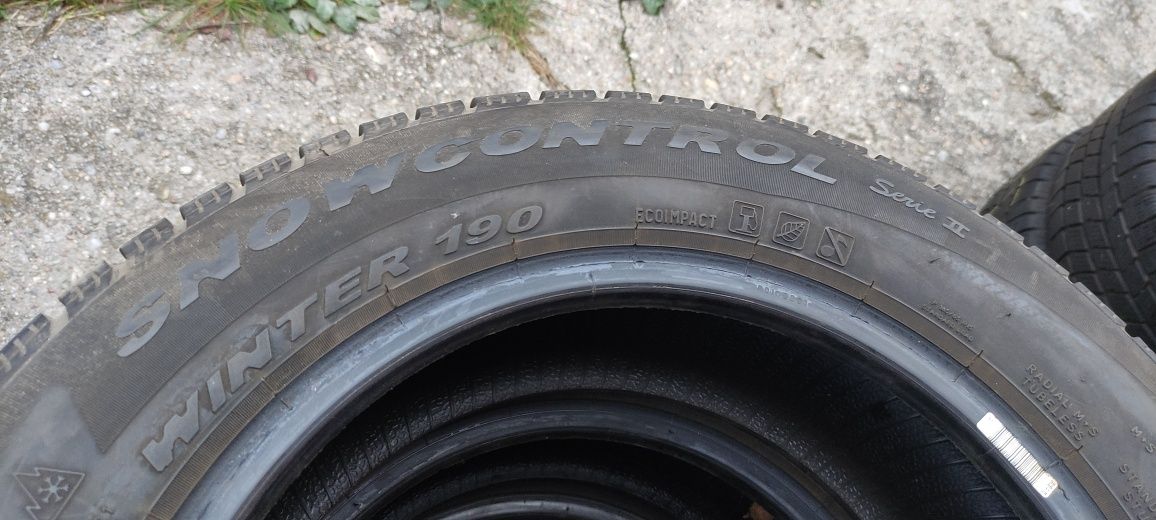 SNOWCONTROL Serie II
WINTER 190
ECOIMPACT
RADIAL M+S
TUBELESS
M+S